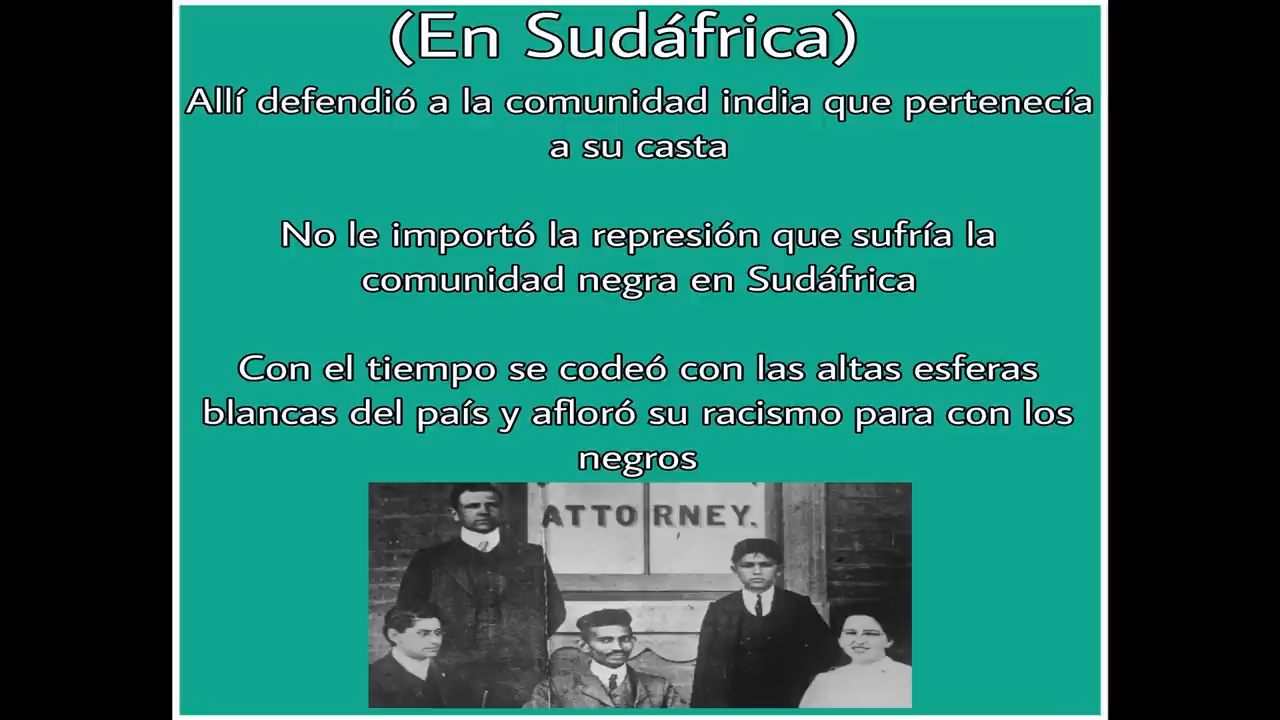 (En Sudáfrica)
Allí defendió a la comunidad india que pertenecía
a su casta
No le importó la represión que sufría la
comunidad negra en Sudáfrica
Con el tiempo se codeó con las altas esferas
blancas del país y afloró su racismo para con los
negros
ATTORNEY.